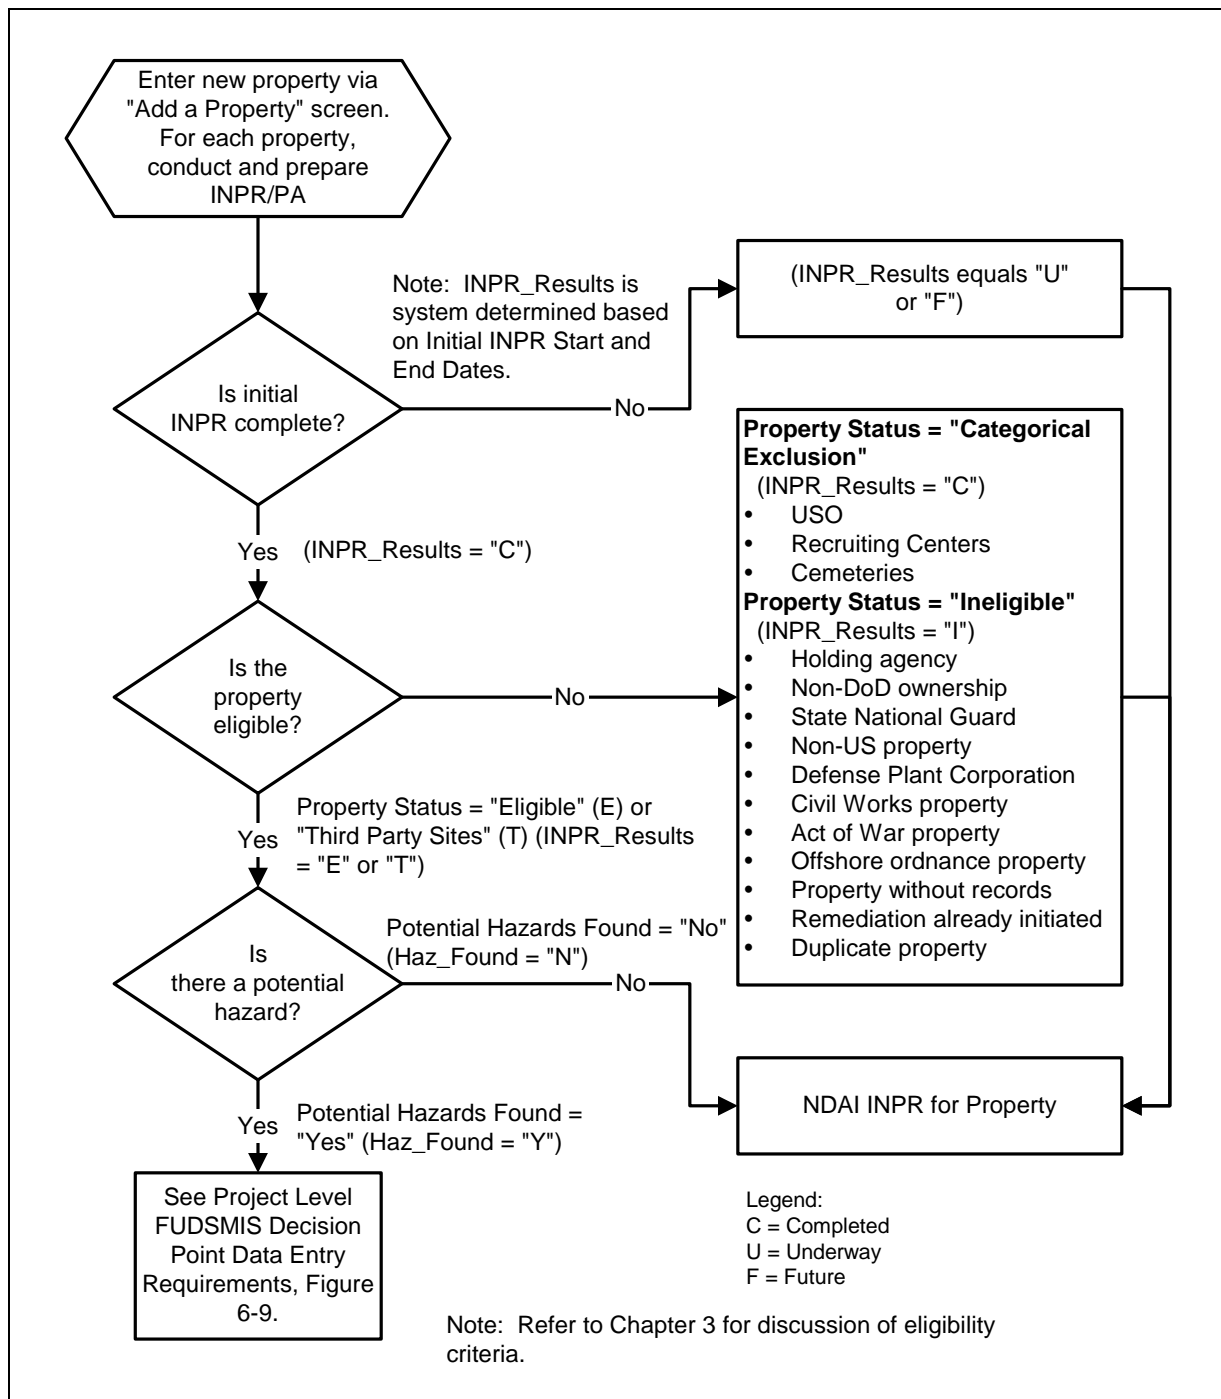 Enter new property via
"Add a Property" screen.
For each property,
conduct and prepare
INPR/PA
Note:  INPR_Results is
system determined based
on Initial INPR Start and
End Dates.
(INPR_Results equals "U"
or "F")
Is initial
INPR complete?
No
Yes
(INPR_Results = "C")
Property Status = "Categorical
Exclusion"
(INPR_Results = "C")
• USO
• Recruiting Centers
• Cemeteries
Property Status = "Ineligible"
(INPR_Results = "I")
• Holding agency
• Non-DoD ownership
• State National Guard
• Non-US property
• Defense Plant Corporation
• Civil Works property
• Act of War property
• Offshore ordnance property
• Property without records
• Remediation already initiated
• Duplicate property
Is the
property
eligible?
No
Yes
Property Status = "Eligible" (E) or
"Third Party Sites" (T) (INPR_Results
= "E" or "T")
Is
there a potential
hazard?
Potential Hazards Found = "No"
(Haz_Found = "N")
No
NDAI INPR for Property
Yes
Potential Hazards Found =
"Yes" (Haz_Found = "Y")
See Project Level
FUDSMIS Decision
Point Data Entry
Requirements, Figure
6-9.
Legend:
C = Completed
U = Underway
F = Future
Note:  Refer to Chapter 3 for discussion of eligibility
criteria.